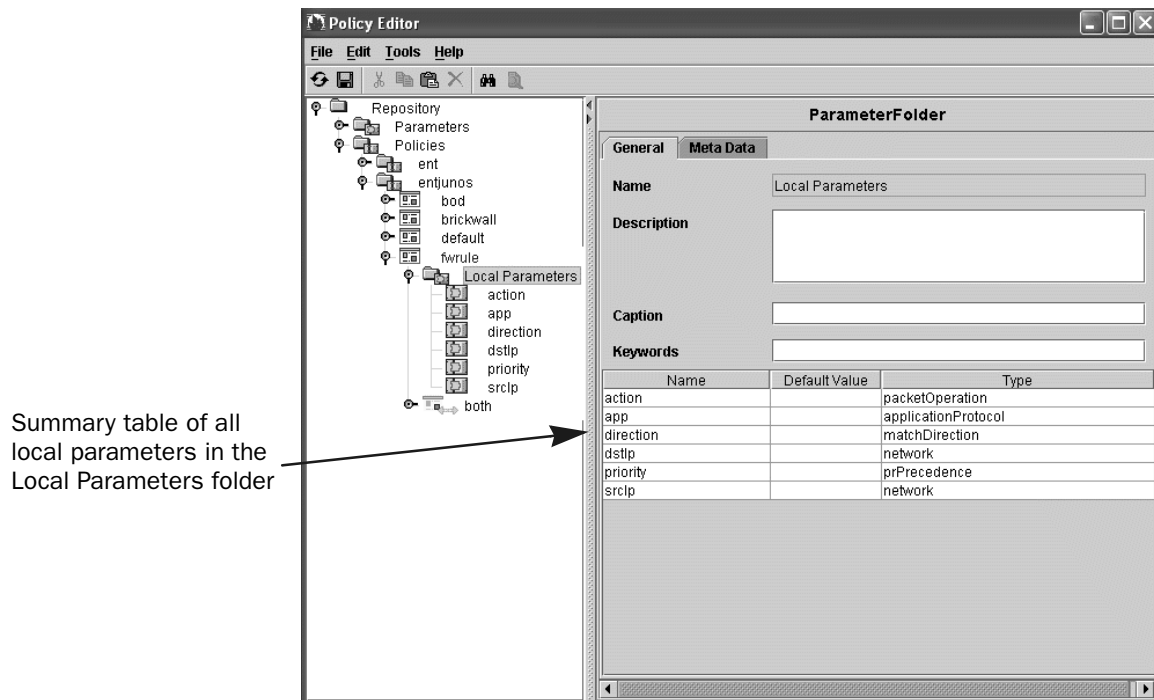 Policy Editor
File Edit Tools Help
Repository
Parameters
Policies
ent
entjunos
bod
brickwall
default
fwrule
Local Parameters
action
app
direction
dstIp
priority
srcIp
both
ParameterFolder
General Meta Data
Name Local Parameters
Description
Caption
Keywords
Name Default Value Type
action packetOperation
app applicationProtocol
direction matchDirection
dstIp network
priority prPrecedence
srcIp network
Summary table of all
local parameters in the
Local Parameters folder